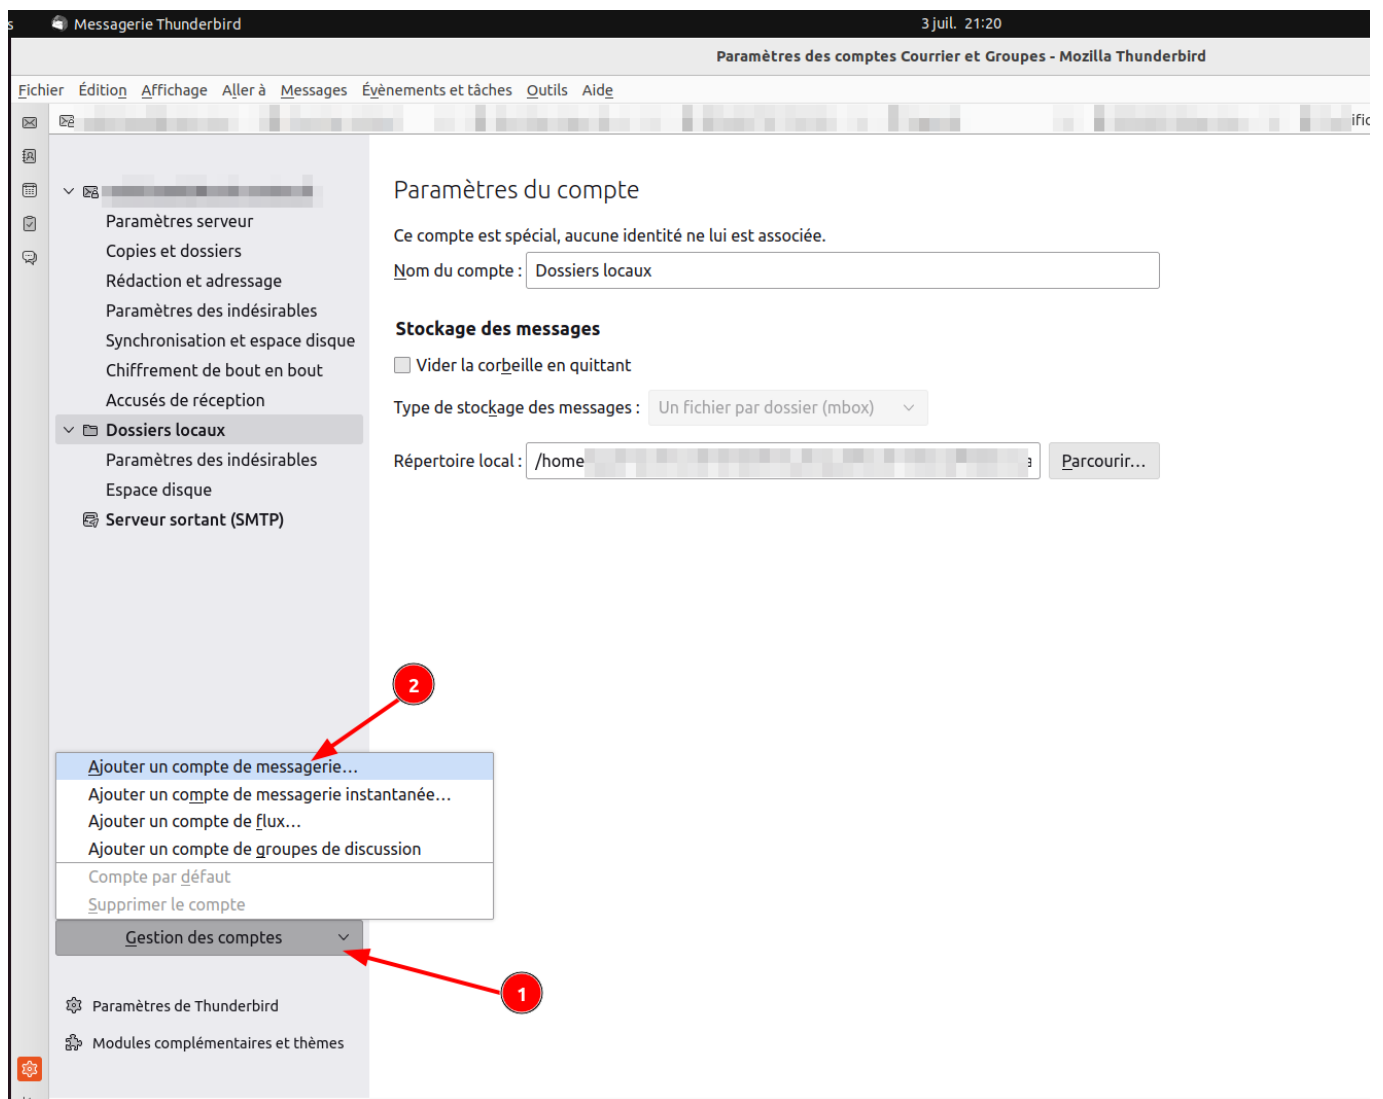 s Messagerie Thunderbird 3 juil. 21:20
Paramètres des comptes Courrier et Groupes - Mozilla Thunderbird
Fichier Édition Affichage Aller à Messages Évènements et tâches Outils Aide
ific
Paramètres serveur
Copies et dossiers
Rédaction et adressage
Paramètres des indésirables
Synchronisation et espace disque
Chiffrement de bout en bout
Accusés de réception
Dossiers locaux
Paramètres des indésirables
Espace disque
Serveur sortant (SMTP)
Paramètres du compte
Ce compte est spécial, aucune identité ne lui est associée.
Nom du compte : Dossiers locaux
Stockage des messages
Vider la corbeille en quittant
Type de stockage des messages : Un fichier par dossier (mbox)
Répertoire local : /home a Parcourir...
2
Ajouter un compte de messagerie...
Ajouter un compte de messagerie instantanée...
Ajouter un compte de flux...
Ajouter un compte de groupes de discussion
Compte par défaut
Supprimer le compte
Gestion des comptes
1
Paramètres de Thunderbird
Modules complémentaires et thèmes